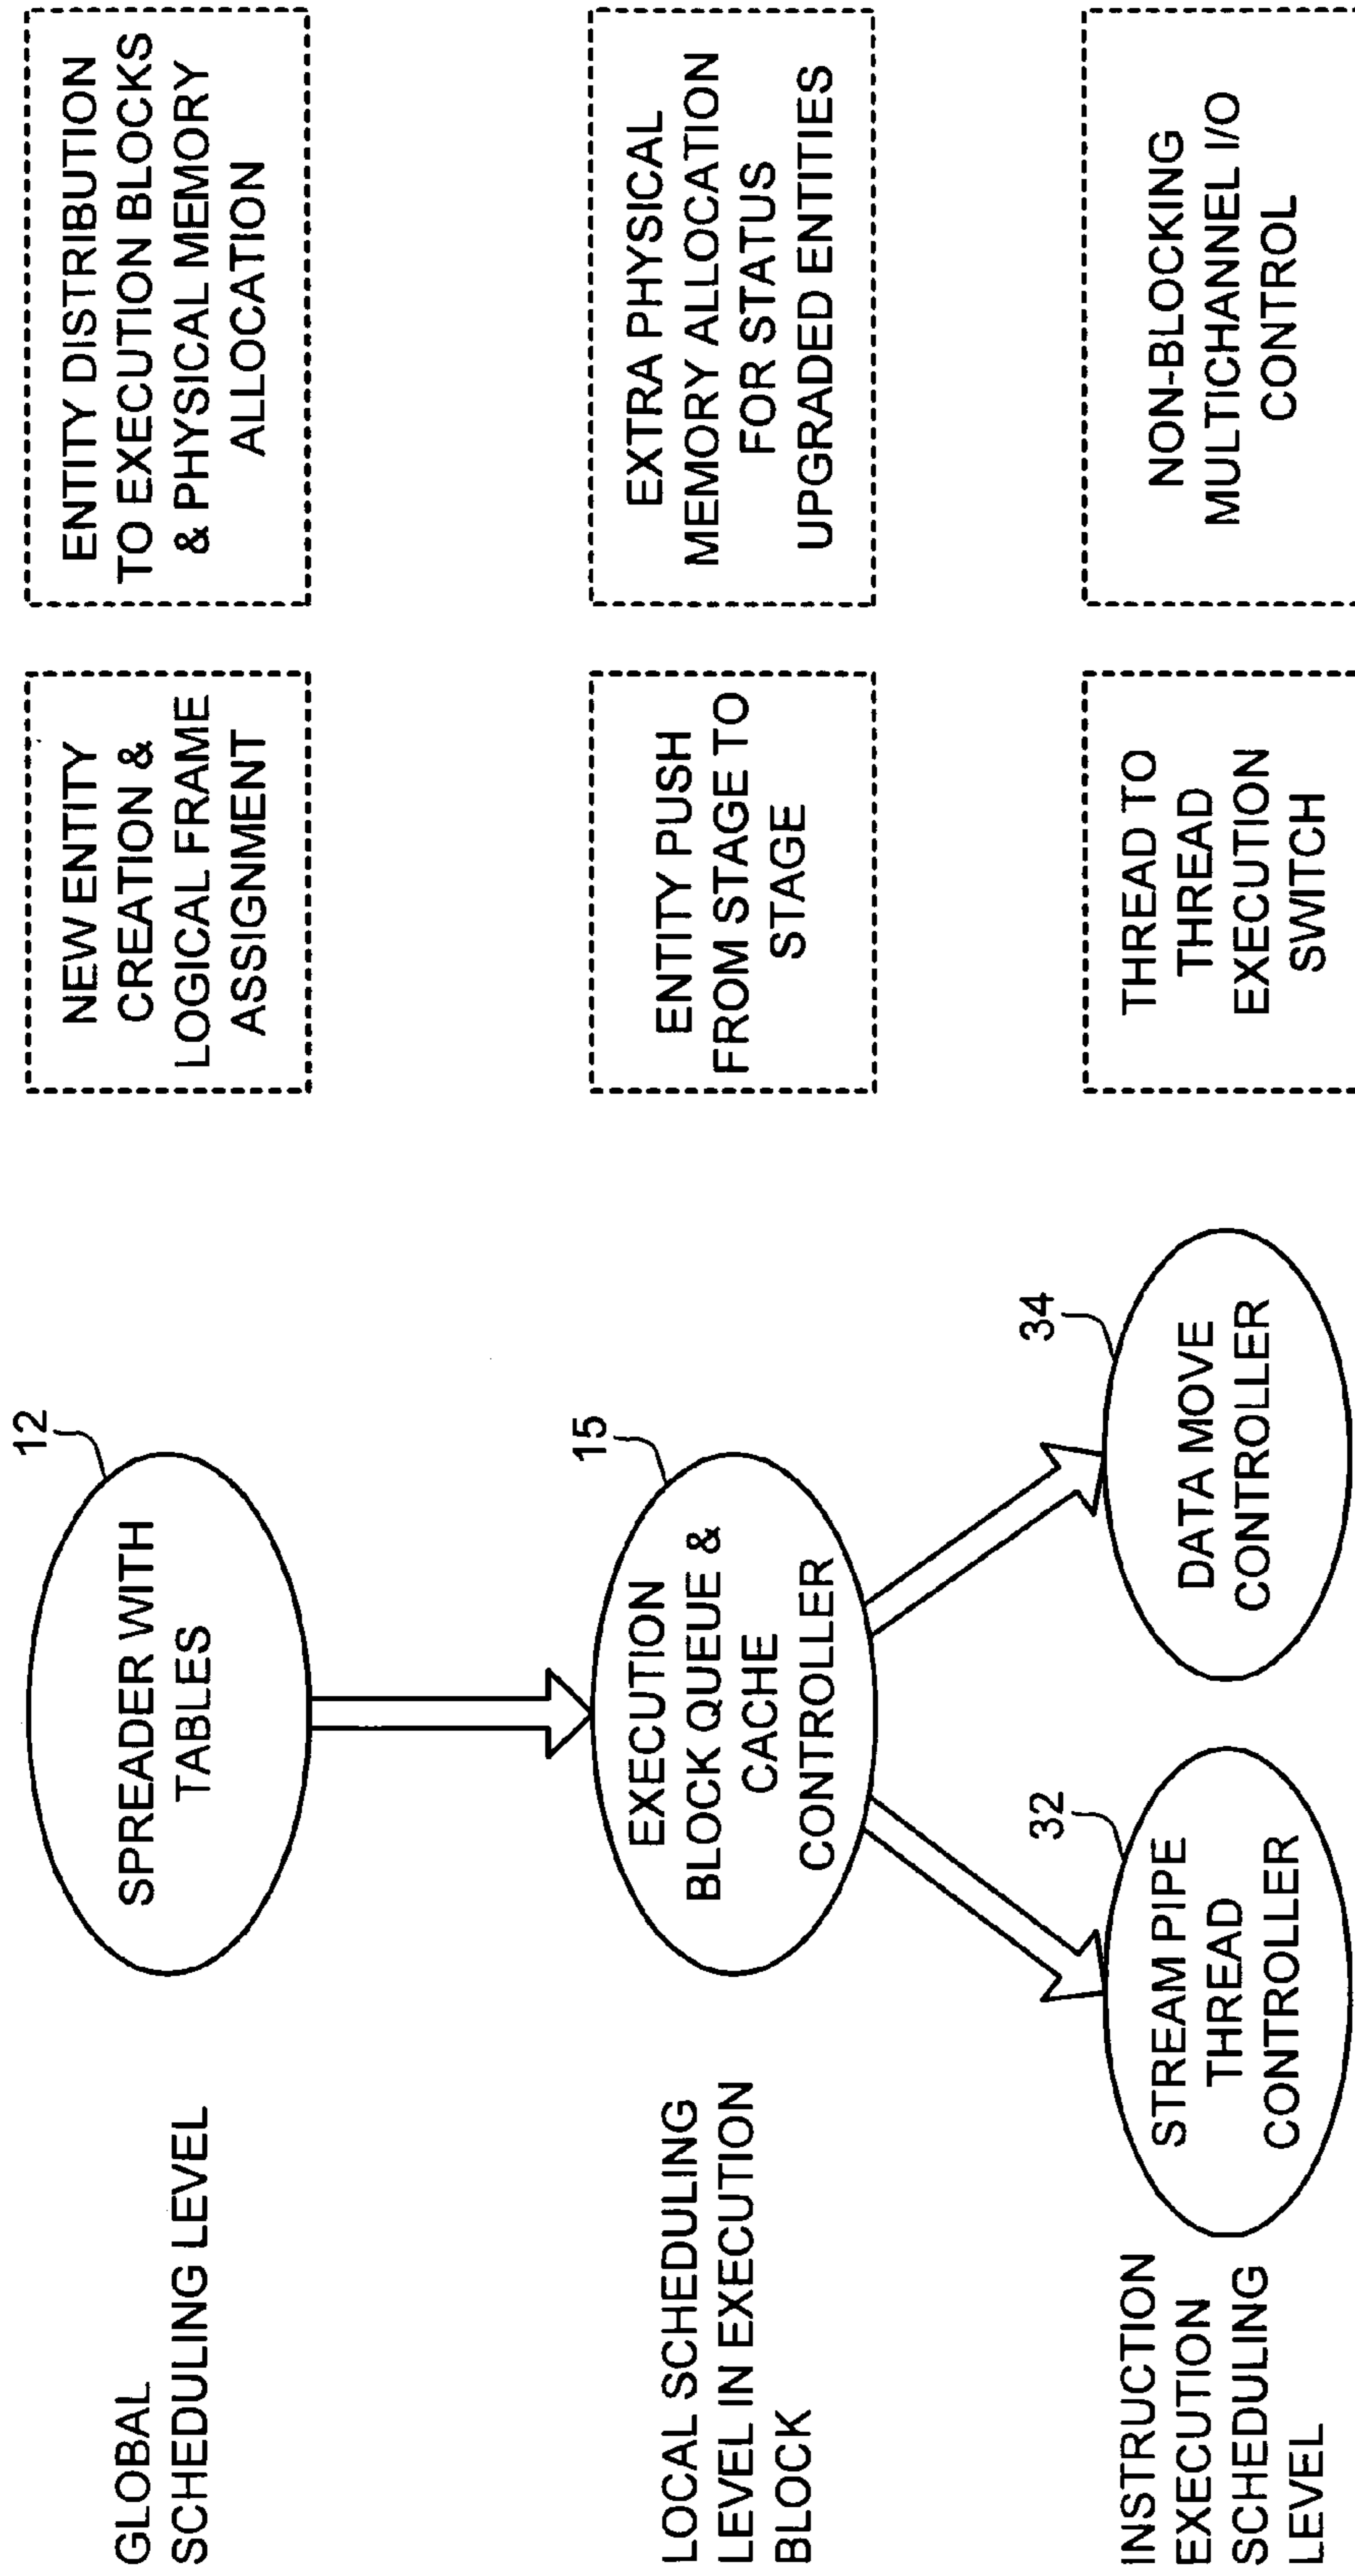 GLOBAL
SCHEDULING LEVEL
12
SPREADER WITH
TABLES
NEW ENTITY
CREATION &
LOGICAL FRAME
ASSIGNMENT
ENTITY DISTRIBUTION
TO EXECUTION BLOCKS
& PHYSICAL MEMORY
ALLOCATION
LOCAL SCHEDULING
LEVEL IN EXECUTION
BLOCK
15
EXECUTION
BLOCK QUEUE &
CACHE
CONTROLLER
ENTITY PUSH
FROM STAGE TO
STAGE
EXTRA PHYSICAL
MEMORY ALLOCATION
FOR STATUS
UPGRADED ENTITIES
INSTRUCTION
EXECUTION
SCHEDULING
LEVEL
32
STREAM PIPE
THREAD
CONTROLLER
34
DATA MOVE
CONTROLLER
THREAD TO
THREAD
EXECUTION
SWITCH
NON-BLOCKING
MULTICHANNEL I/O
CONTROL